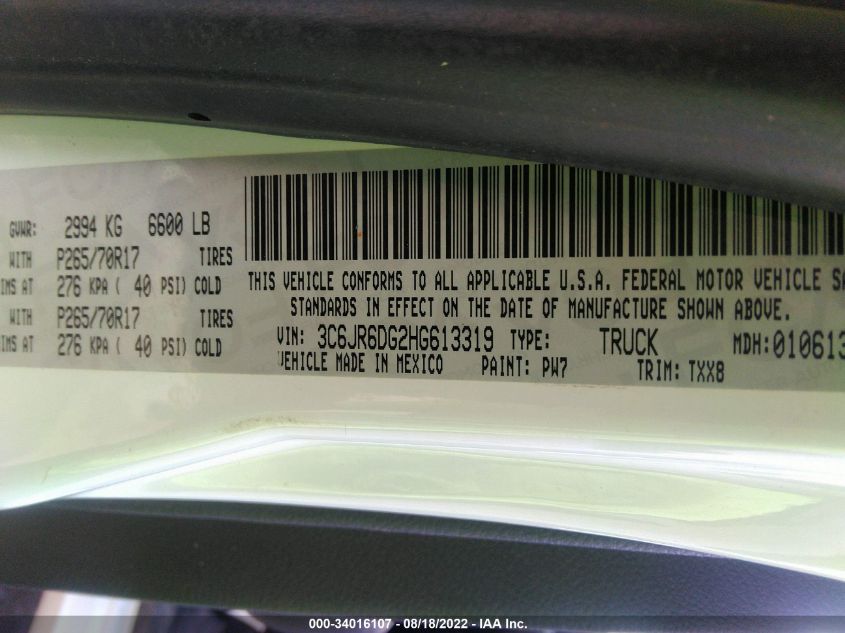 GVWR: 2994 KG 6600 LB
WITH P265/70R17 TIRES
IMS AT 276 KPA ( 40 PSI) COLD
WITH P265/70R17 TIRES
IMS AT 276 KPA ( 40 PSI) COLD
THIS VEHICLE CONFORMS TO ALL APPLICABLE U.S.A. FEDERAL MOTOR VEHICLE SA
STANDARDS IN EFFECT ON THE DATE OF MANUFACTURE SHOWN ABOVE.
VIN: 3C6JR6DG2HG613319 TYPE: TRUCK MDH:010613
VEHICLE MADE IN MEXICO PAINT: PW7 TRIM: TXX8
000-34016107 - 08/18/2022 - IAA Inc.